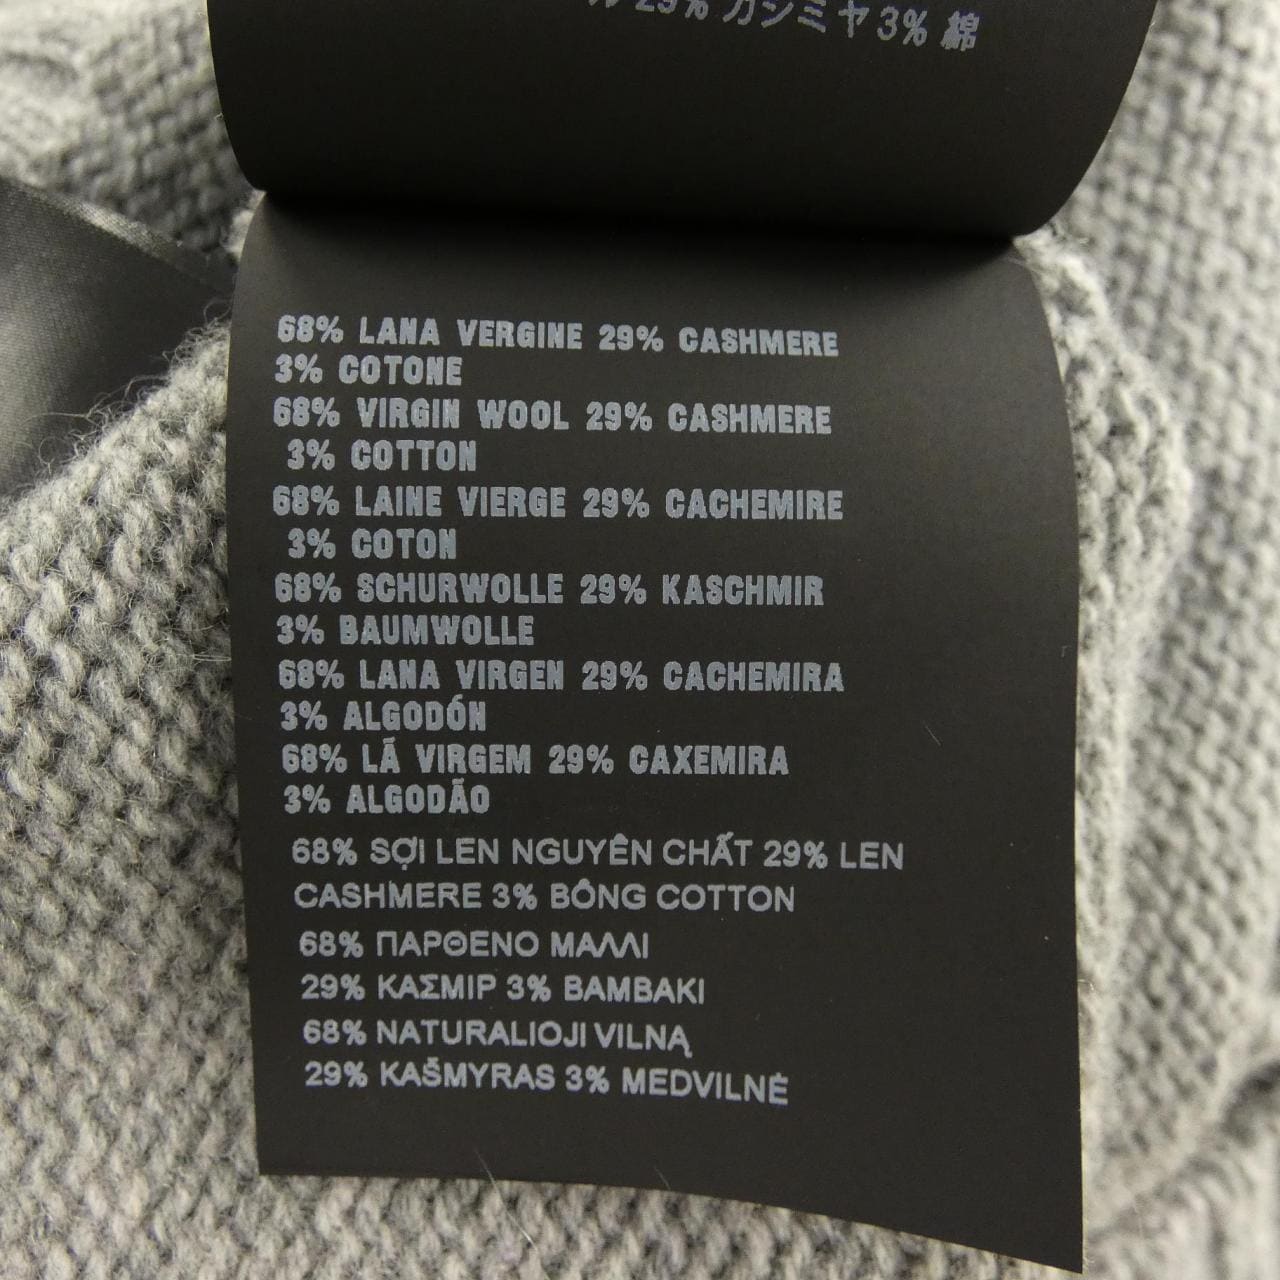 29% カシミヤ 3% 綿
68% LANA VERGINE 29% CASHMERE
3% COTONE
68% VIRGIN WOOL 29% CASHMERE
3% COTTON
68% LAINE VIERGE 29% CACHEMIRE
3% COTON
68% SCHURWOLLE 29% KASCHMIR
3% BAUMWOLLE
68% LANA VIRGEN 29% CACHEMIRA
3% ALGODÓN
68% LÃ VIRGEM 29% CAXEMIRA
3% ALGODÃO
68% SỢI LEN NGUYÊN CHẤT 29% LEN
CASHMERE 3% BÔNG COTTON
68% ΠΑΡΘΕΝΟ ΜΑΛΛΙ
29% ΚΑΣΜΙΡ 3% ΒΑΜΒΑΚΙ
68% NATURALIOJI VILNĄ
29% KAŠMYRAS 3% MEDVILNĖ